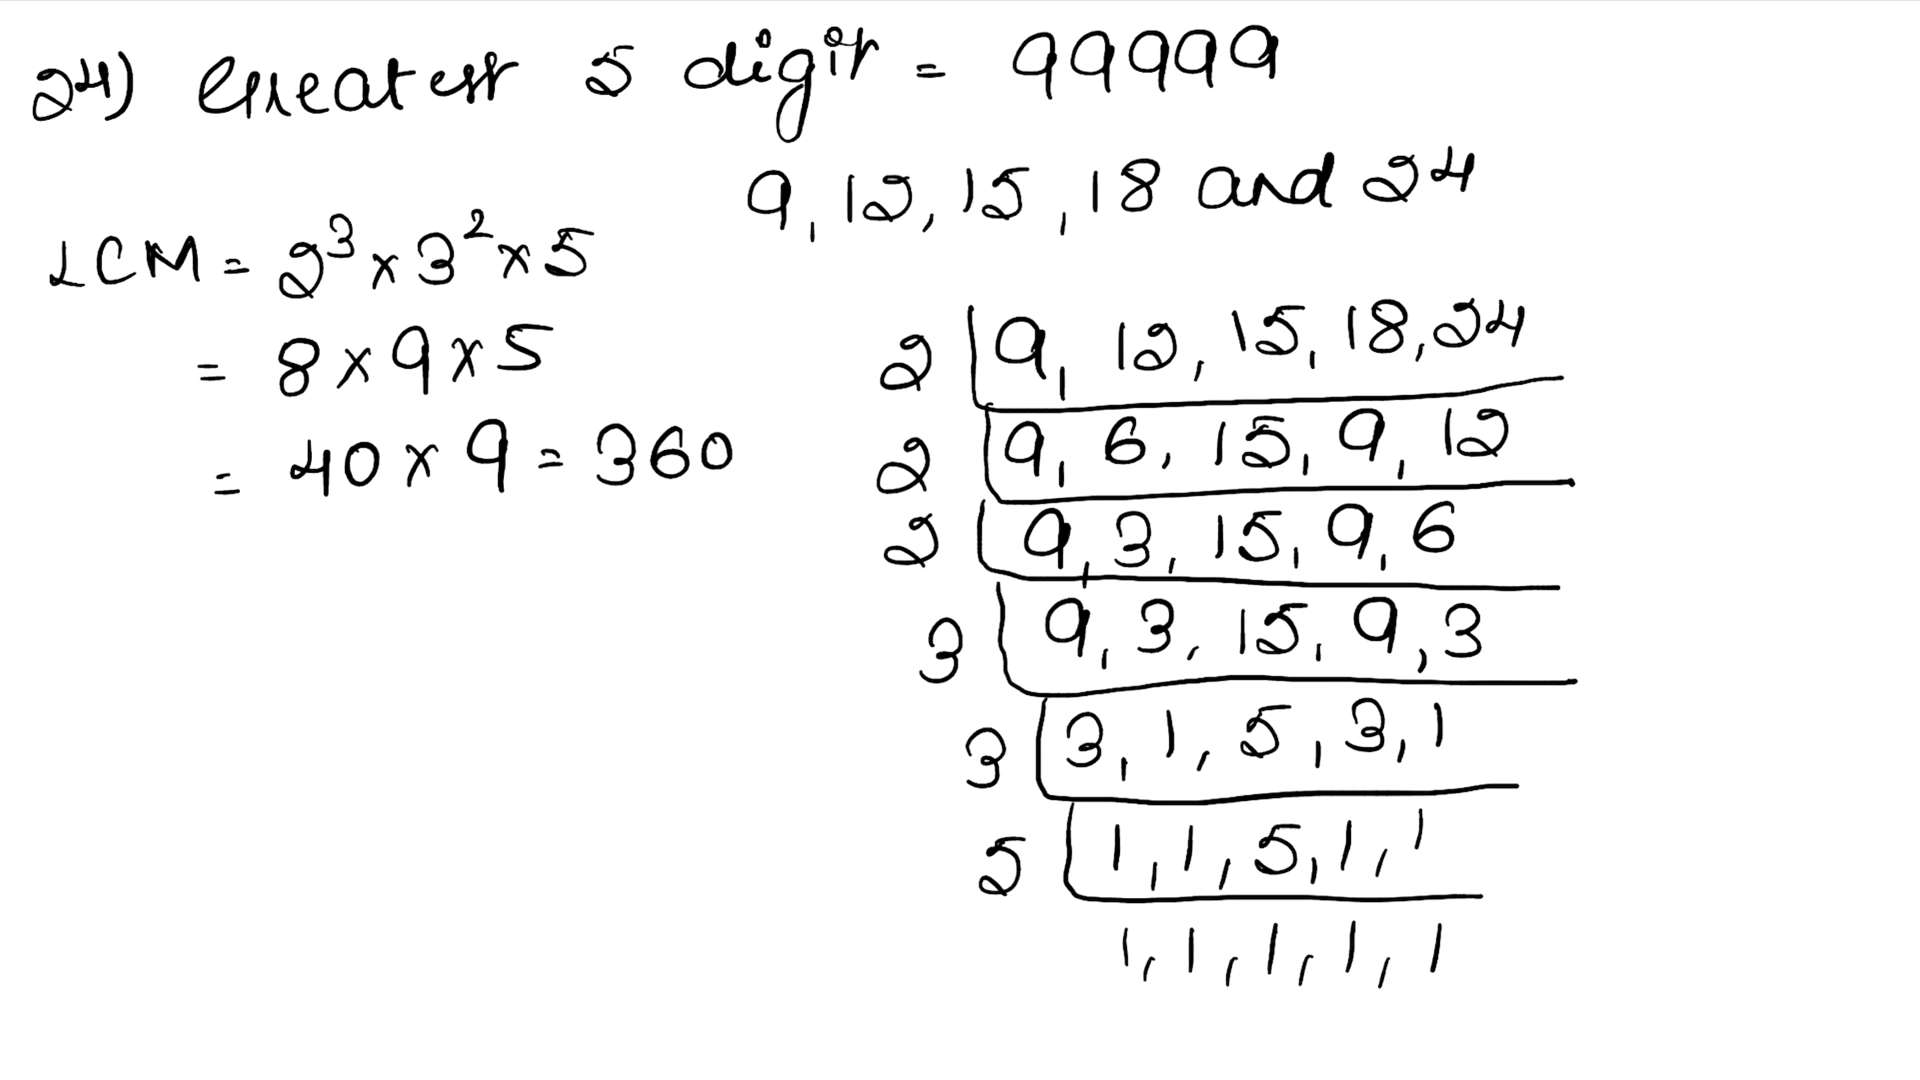 24) Greatest 5 digit = 99999
9, 12, 15, 18 and 24
LCM = 2³ x 3² x 5
= 8 x 9 x 5
= 40 x 9 = 360
2 | 9, 12, 15, 18, 24
2 | 9, 6, 15, 9, 12
2 | 9, 3, 15, 9, 6
3 | 9, 3, 15, 9, 3
3 | 3, 1, 5, 3, 1
5 | 1, 1, 5, 1, 1
1, 1, 1, 1, 1